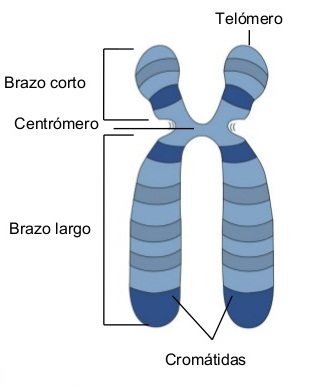 Telómero
Brazo corto
Centrómero
Brazo largo
Cromátidas